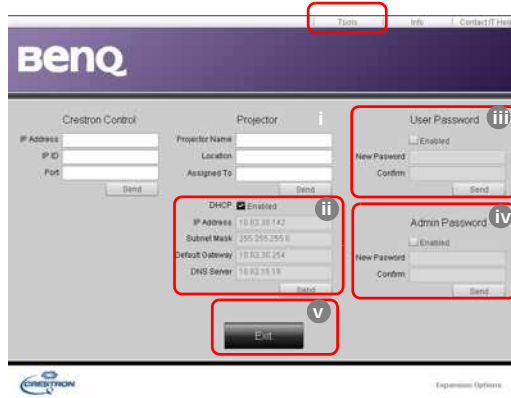 Tools Info Contact IT Help
BenQ
Crestron Control
IP Address
IP ID
Port
Send
Projector i
Projector Name
Location
Assigned To
Send
DHCP Enabled ii
IP Address 10.82.30.142
Subnet Mask 255.255.255.0
Default Gateway 10.82.30.254
DNS Server 10.82.15.15
Send
User Password iii
Enabled
New Password
Confirm
Send
Admin Password iv
Enabled
New Password
Confirm
Send
v
Exit
CRESTRON
Expansion Options